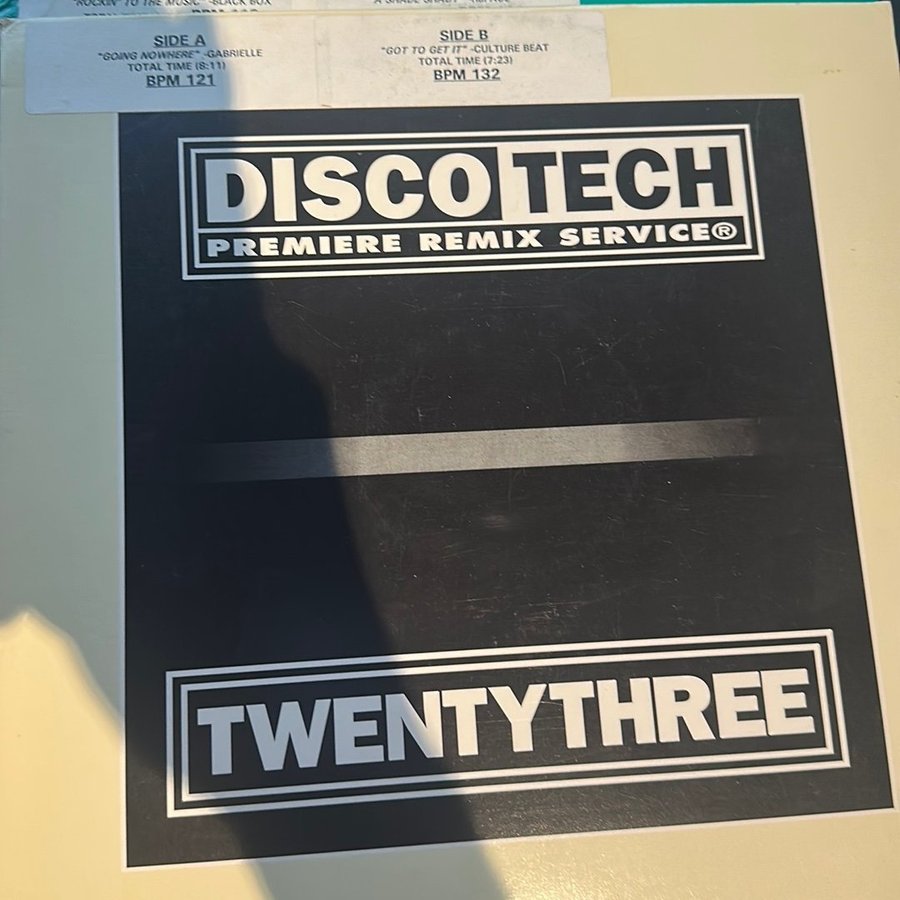 "ROCKIN' TO THE MUSIC" -BLACK BOX
SIDE A
"GOING NOWHERE" -GABRIELLE
TOTAL TIME (8:11)
BPM 121
SIDE B
"GOT TO GET IT" -CULTURE BEAT
TOTAL TIME (7:23)
BPM 132
DISCOTECH
PREMIERE REMIX SERVICE®
TWENTYTHREE